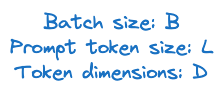 Batch size: B
Prompt token size: L
Token dimensions: D